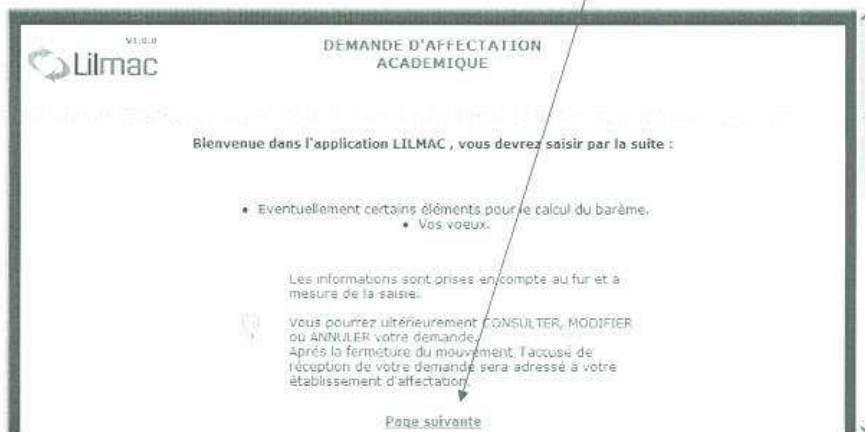 V1.0.0
Lilmac
DEMANDE D'AFFECTATION
ACADEMIQUE
Bienvenue dans l'application LILMAC , vous devrez saisir par la suite :
• Eventuellement certains éléments pour le calcul du barème.
• Vos voeux.
Les informations sont prises en compte au fur et à
mesure de la saisie.
Vous pourrez ultérieurement CONSULTER, MODIFIER
ou ANNULER votre demande.
Après la fermeture du mouvement, l'accusé de
réception de votre demande sera adressé à votre
établissement d'affectation.
Page suivante